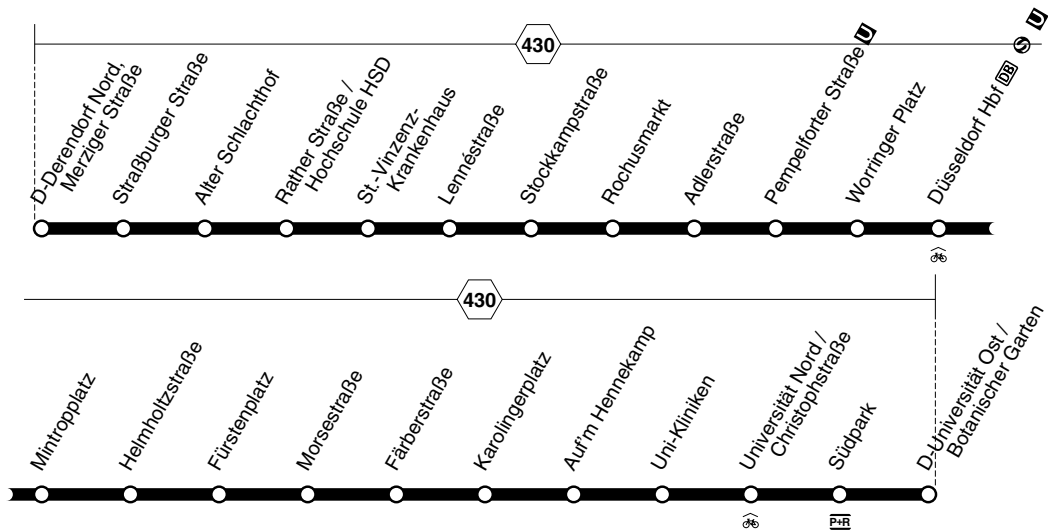 430
D-Derendorf Nord,
Merziger Straße
Straßburger Straße
Alter Schlachthof
Rather Straße /
Hochschule HSD
St.-Vinzenz-
Krankenhaus
Lennéstraße
Stockkampstraße
Rochusmarkt
Adlerstraße
Pempelforter Straße U
Worringer Platz
Düsseldorf Hbf DB S U
430
Mintropplatz
Helmholtzstraße
Fürstenplatz
Morsestraße
Färberstraße
Karolingerplatz
Auf'm Hennekamp
Uni-Kliniken
Universität Nord /
Christophstraße
Südpark
P+R
D-Universität Ost /
Botanischer Garten